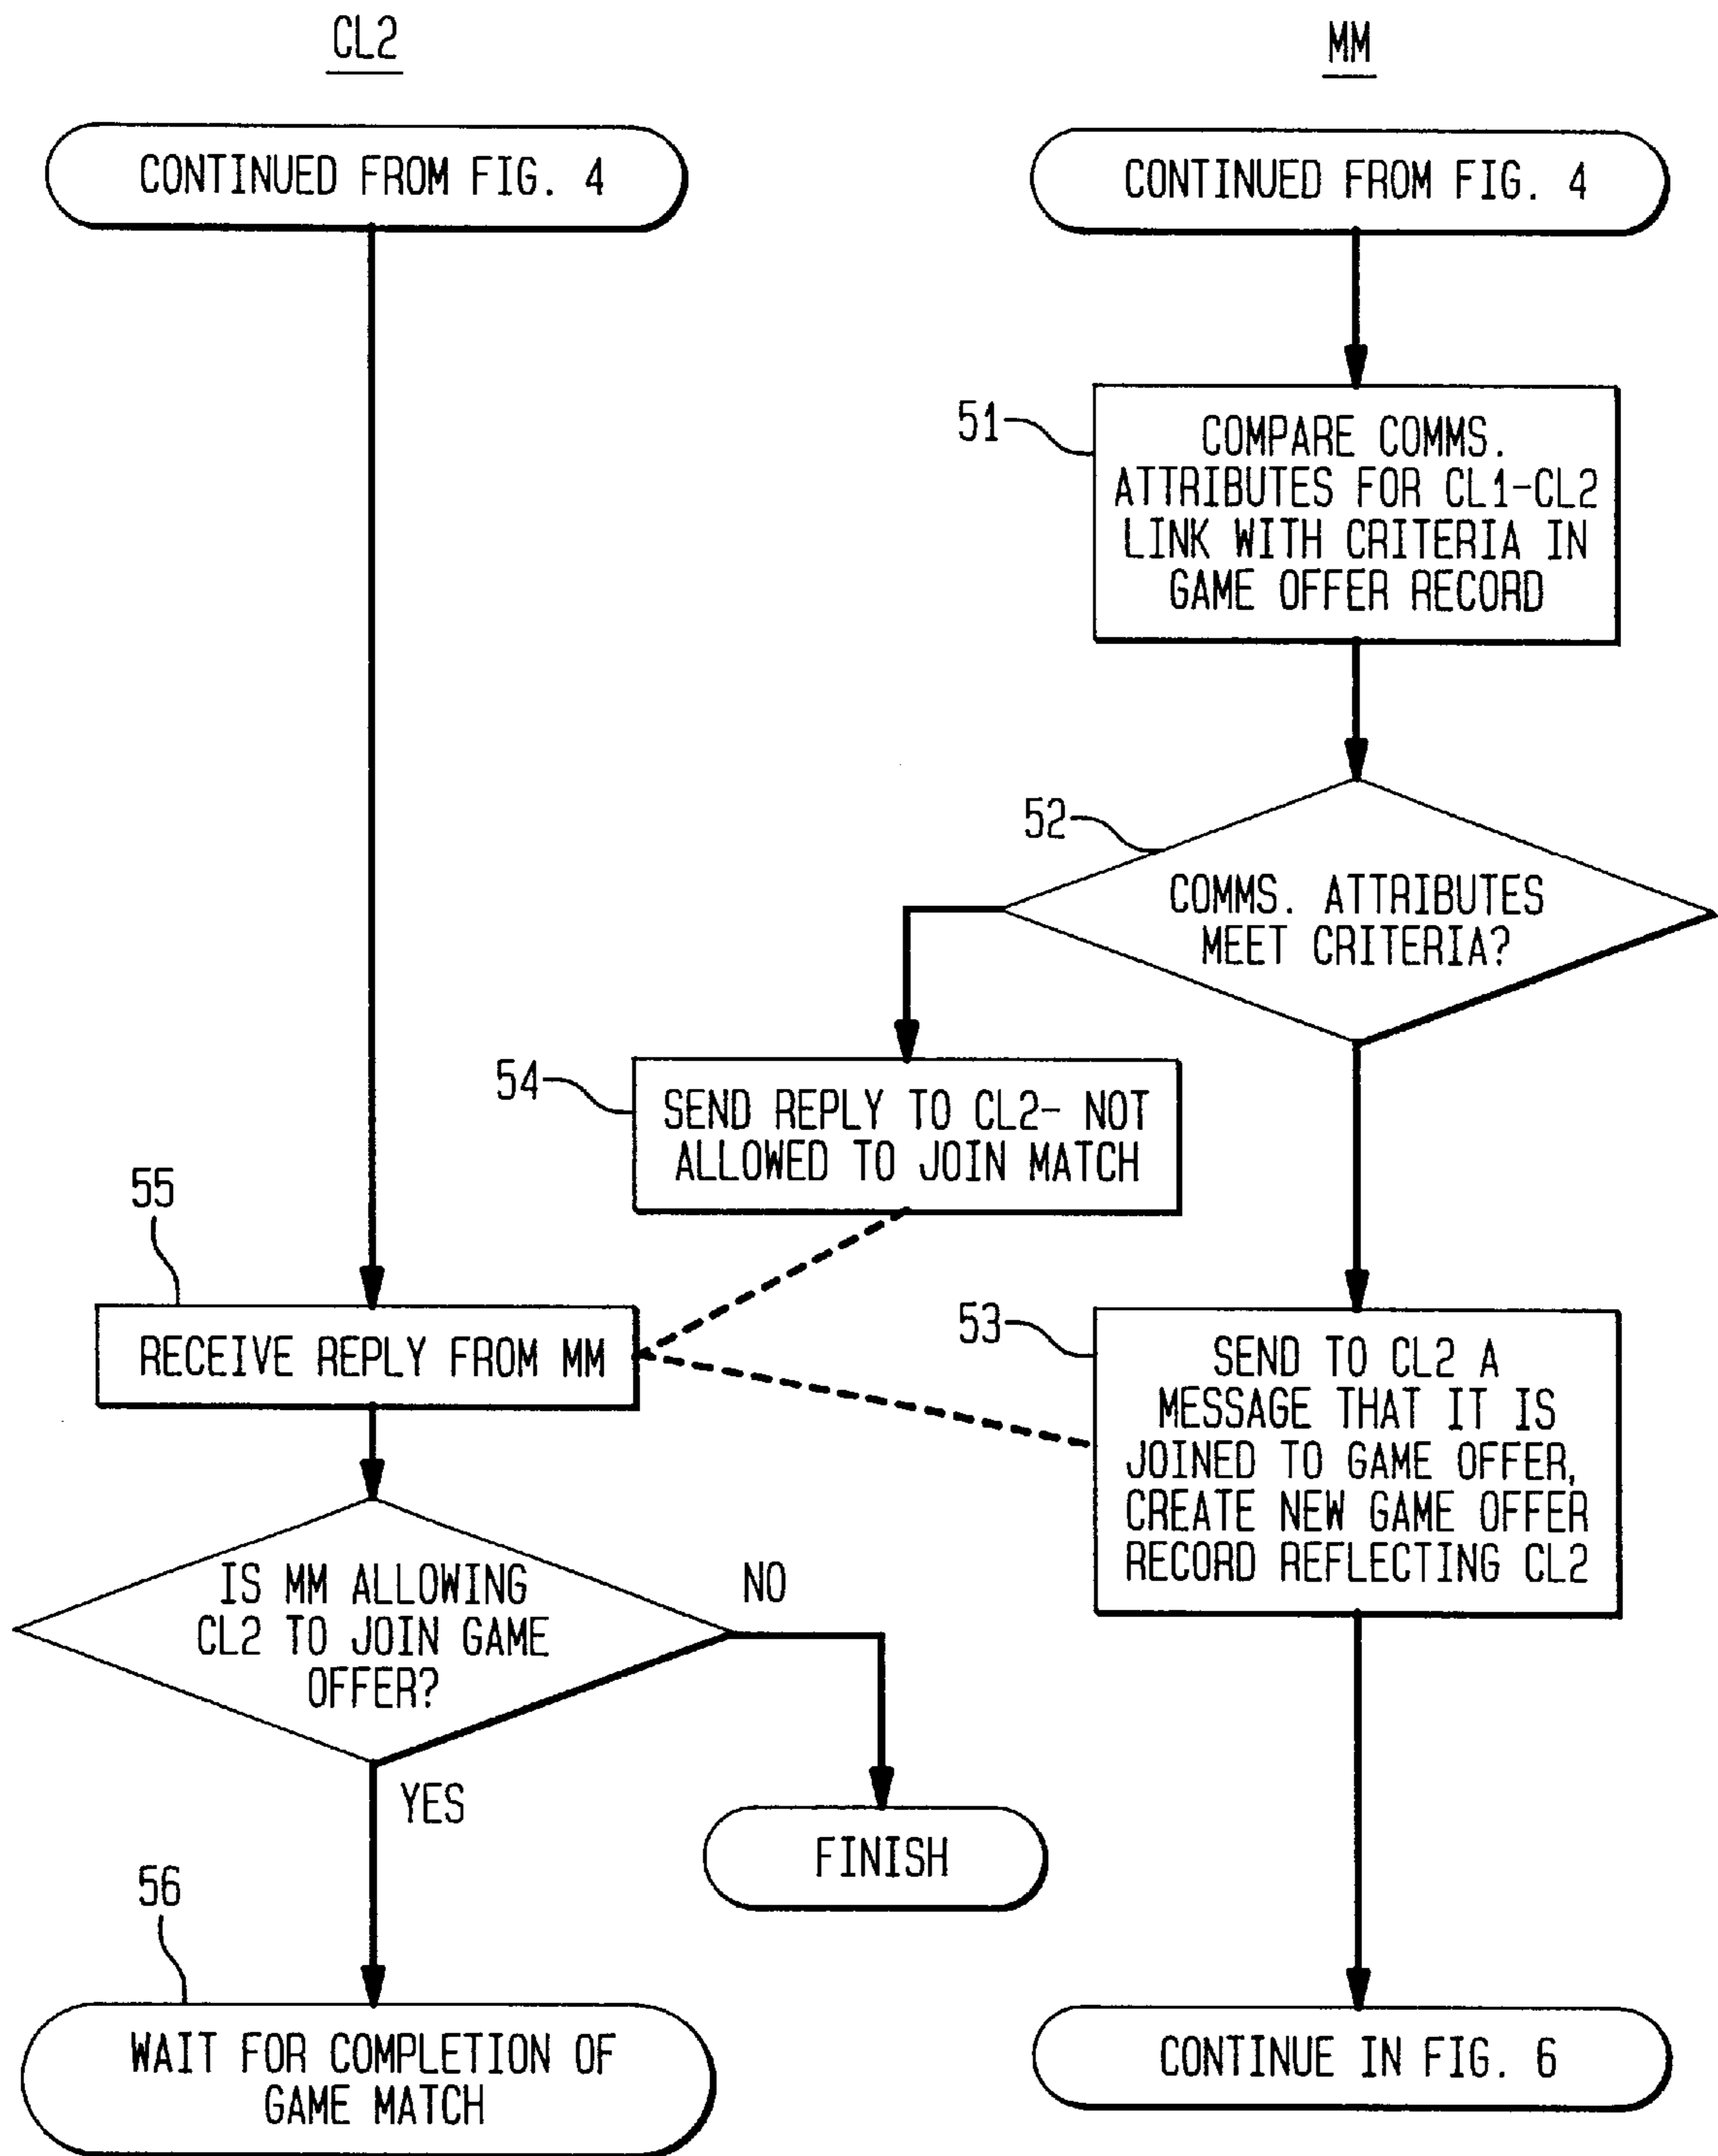 CL2
MM
CONTINUED FROM FIG. 4
CONTINUED FROM FIG. 4
51
COMPARE COMMS.
ATTRIBUTES FOR CL1-CL2
LINK WITH CRITERIA IN
GAME OFFER RECORD
52
COMMS. ATTRIBUTES
MEET CRITERIA?
54
SEND REPLY TO CL2- NOT
ALLOWED TO JOIN MATCH
55
RECEIVE REPLY FROM MM
53
SEND TO CL2 A
MESSAGE THAT IT IS
JOINED TO GAME OFFER,
CREATE NEW GAME OFFER
RECORD REFLECTING CL2
IS MM ALLOWING
CL2 TO JOIN GAME
OFFER?
NO
YES
FINISH
56
WAIT FOR COMPLETION OF
GAME MATCH
CONTINUE IN FIG. 6